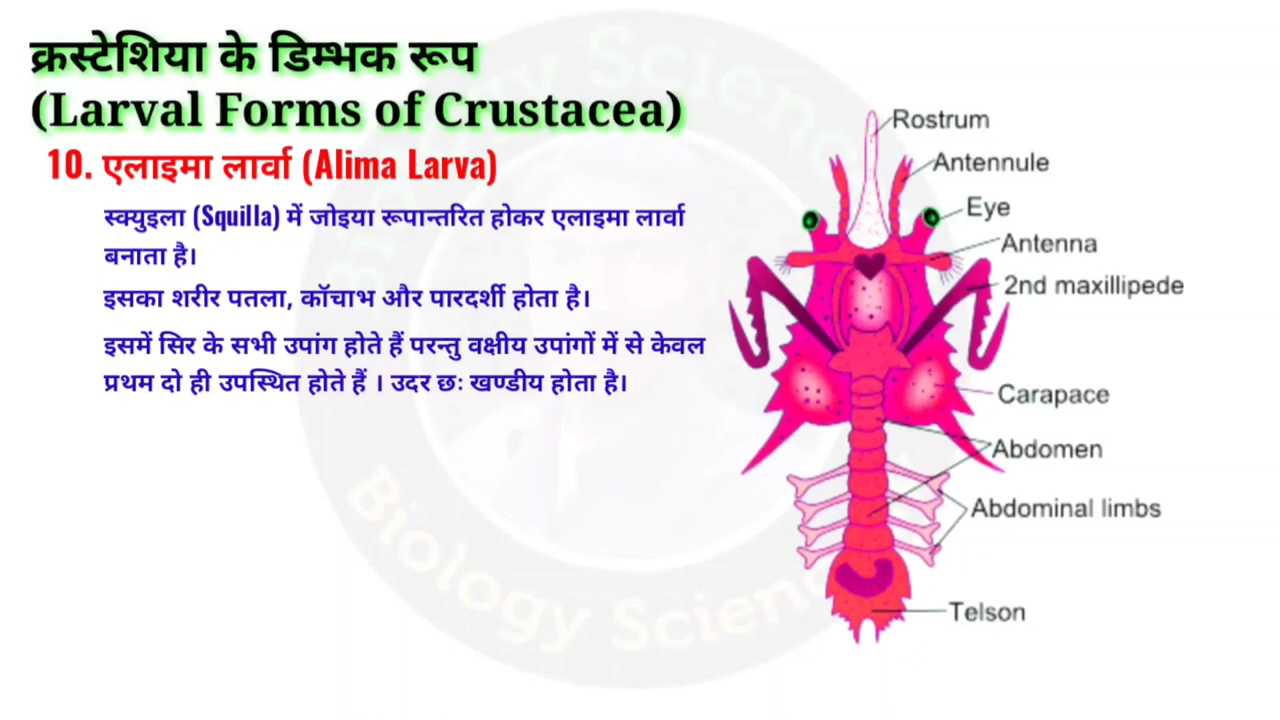 क्रस्टेशिया के डिम्भक रूप
(Larval Forms of Crustacea)
10. एलाइमा लार्वा (Alima Larva)
स्क्युइला (Squilla) में जोइया रूपान्तरित होकर एलाइमा लार्वा
बनाता है।
इसका शरीर पतला, कॉचाभ और पारदर्शी होता है।
इसमें सिर के सभी उपांग होते हैं परन्तु वक्षीय उपांगों में से केवल
प्रथम दो ही उपस्थित होते हैं । उदर छः खण्डीय होता है।
Rostrum
Antennule
Eye
Antenna
2nd maxillipede
Carapace
Abdomen
Abdominal limbs
Telson
Biology Science